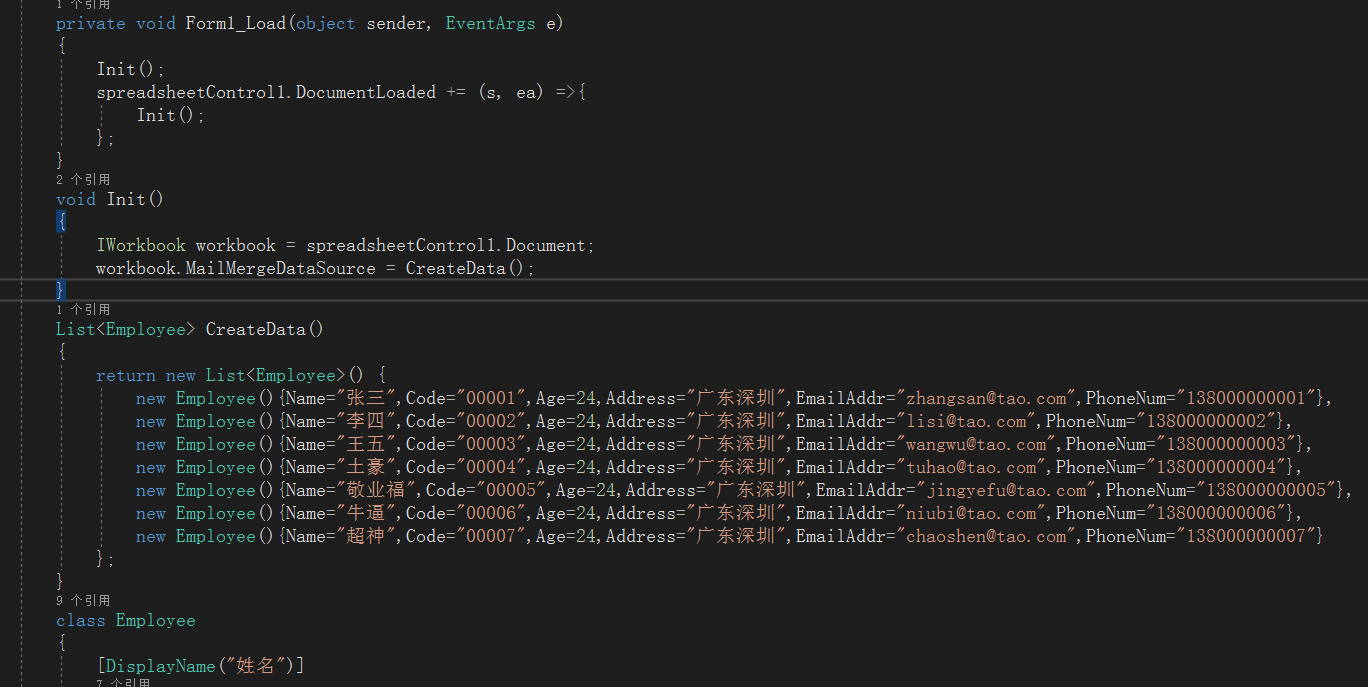 1 个引用
private void Form1_Load(object sender, EventArgs e)
{
Init();
spreadsheetControl1.DocumentLoaded += (s, ea) =>{
Init();
};
}
2 个引用
void Init()
{
IWorkbook workbook = spreadsheetControl1.Document;
workbook.MailMergeDataSource = CreateData();
}
1 个引用
List<Employee> CreateData()
{
return new List<Employee>() {
new Employee(){Name="张三",Code="00001",Age=24,Address="广东深圳",EmailAddr="zhangsan@tao.com",PhoneNum="138000000001"},
new Employee(){Name="李四",Code="00002",Age=24,Address="广东深圳",EmailAddr="lisi@tao.com",PhoneNum="138000000002"},
new Employee(){Name="王五",Code="00003",Age=24,Address="广东深圳",EmailAddr="wangwu@tao.com",PhoneNum="138000000003"},
new Employee(){Name="土豪",Code="00004",Age=24,Address="广东深圳",EmailAddr="tuhao@tao.com",PhoneNum="138000000004"},
new Employee(){Name="敬业福",Code="00005",Age=24,Address="广东深圳",EmailAddr="jingyefu@tao.com",PhoneNum="138000000005"},
new Employee(){Name="牛逼",Code="00006",Age=24,Address="广东深圳",EmailAddr="niubi@tao.com",PhoneNum="138000000006"},
new Employee(){Name="超神",Code="00007",Age=24,Address="广东深圳",EmailAddr="chaoshen@tao.com",PhoneNum="138000000007"}
};
}
9 个引用
class Employee
{
[DisplayName("姓名")]
7 个引用